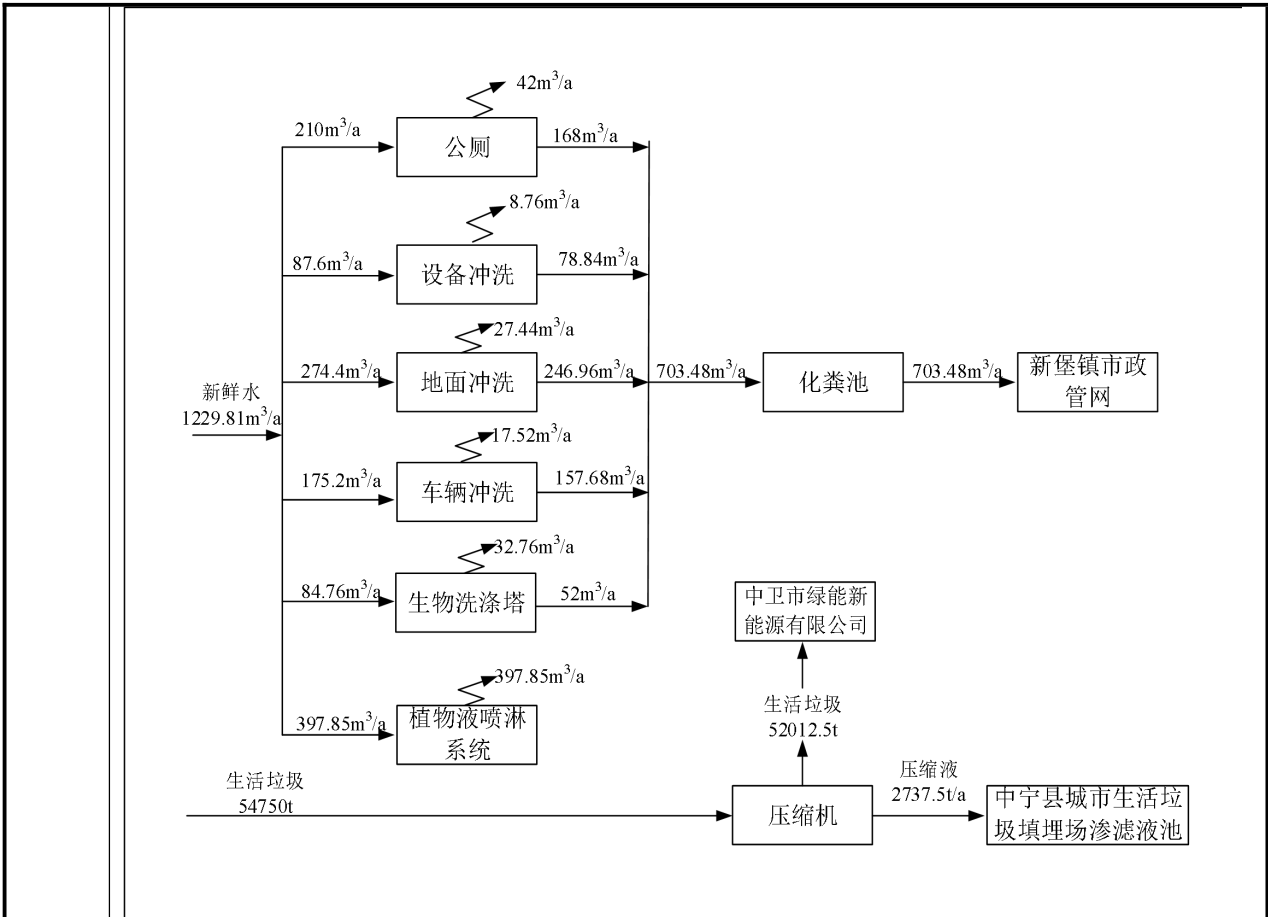 42m³/a
210m³/a
公厕
168m³/a
8.76m³/a
87.6m³/a
设备冲洗
78.84m³/a
27.44m³/a
274.4m³/a
地面冲洗
246.96m³/a
703.48m³/a
化粪池
703.48m³/a
新堡镇市政
管网
新鲜水
1229.81m³/a
17.52m³/a
175.2m³/a
车辆冲洗
157.68m³/a
32.76m³/a
84.76m³/a
生物洗涤塔
52m³/a
中卫市绿能新
能源有限公司
397.85m³/a
397.85m³/a
植物液喷淋
系统
生活垃圾
52012.5t
生活垃圾
54750t
压缩机
压缩液
2737.5t/a
中宁县城市生活垃
圾填埋场渗滤液池